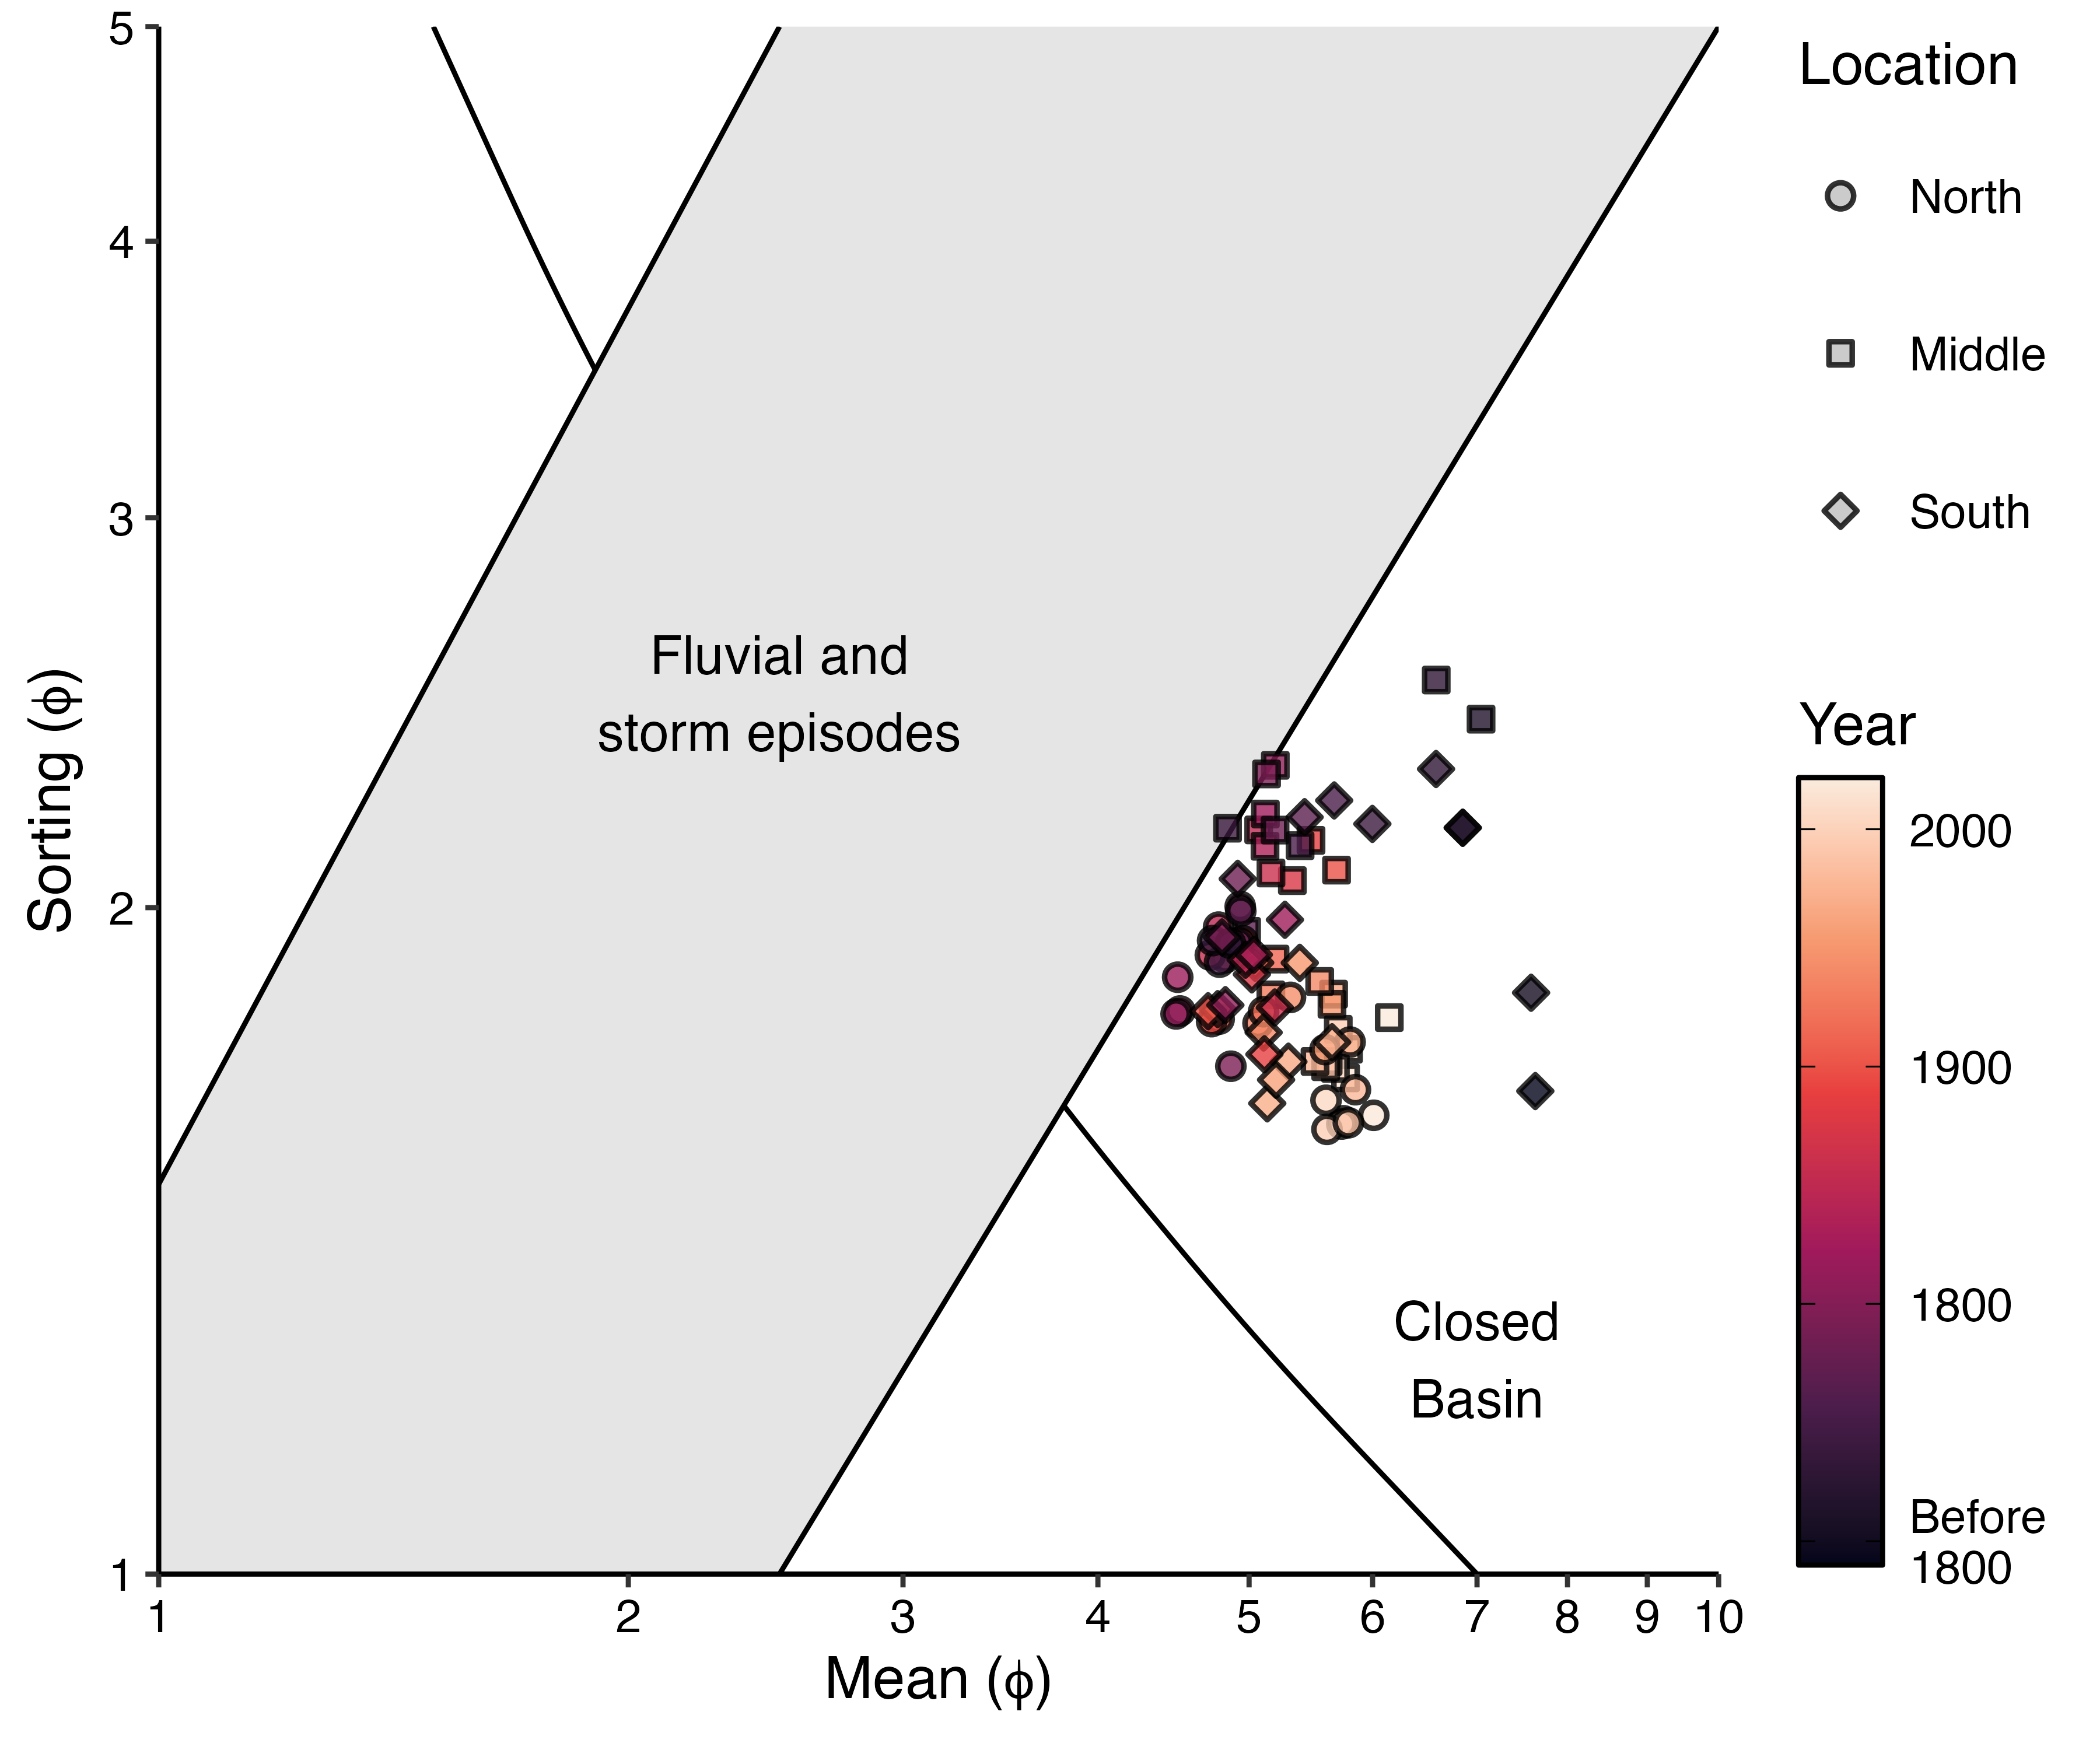 5
4
3
2
1
Sorting (ϕ)
1
2
3
4
5
6
7
8
9
10
Mean (ϕ)
Fluvial and
storm episodes
Closed
Basin
Location
North
Middle
South
Year
2000
1900
1800
Before
1800